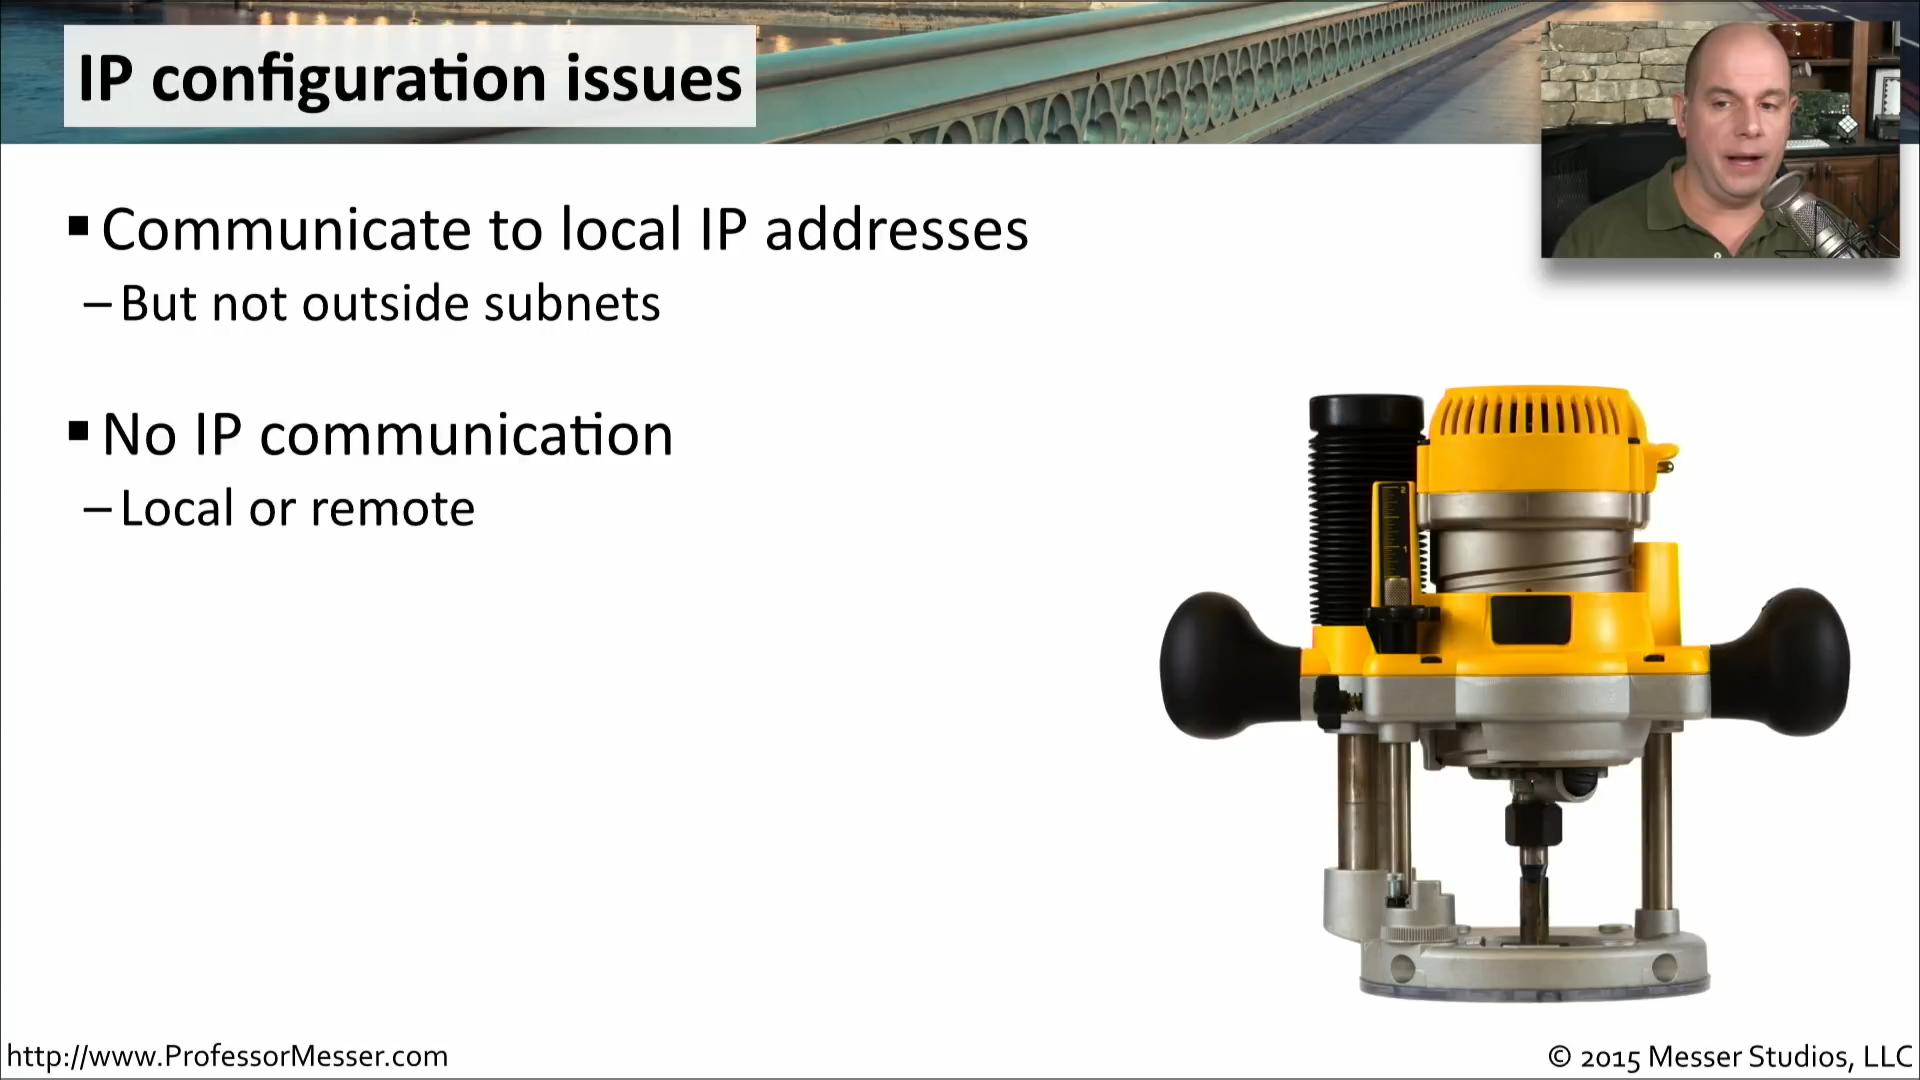 IP configuration issues
▪ Communicate to local IP addresses
– But not outside subnets
▪ No IP communication
– Local or remote
http://www.ProfessorMesser.com
© 2015 Messer Studios, LLC